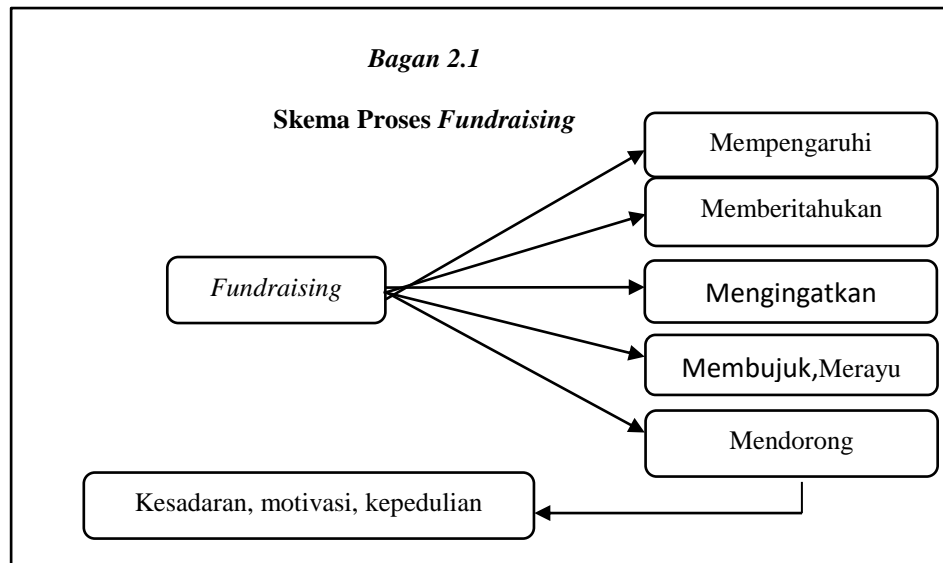 Bagan 2.1
Skema Proses Fundraising
Mempengaruhi
Memberitahukan
Fundraising
Mengingatkan
Membujuk,Merayu
Mendorong
Kesadaran, motivasi, kepedulian